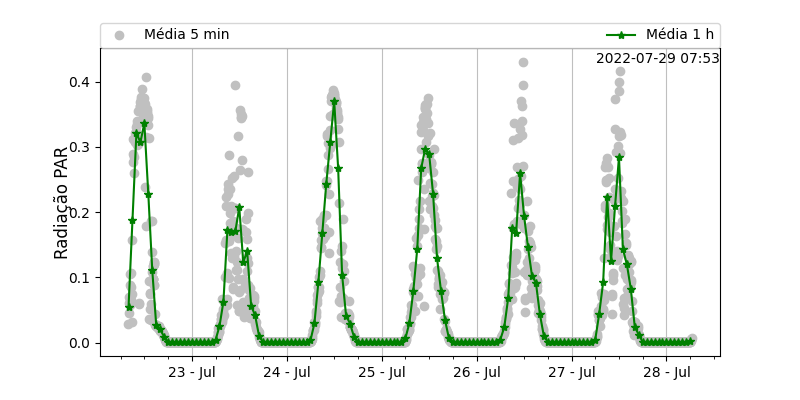 Média 5 min
Média 1 h
2022-07-29 07:53
Radiação PAR
0.4
0.3
0.2
0.1
0.0
23 - Jul
24 - Jul
25 - Jul
26 - Jul
27 - Jul
28 - Jul